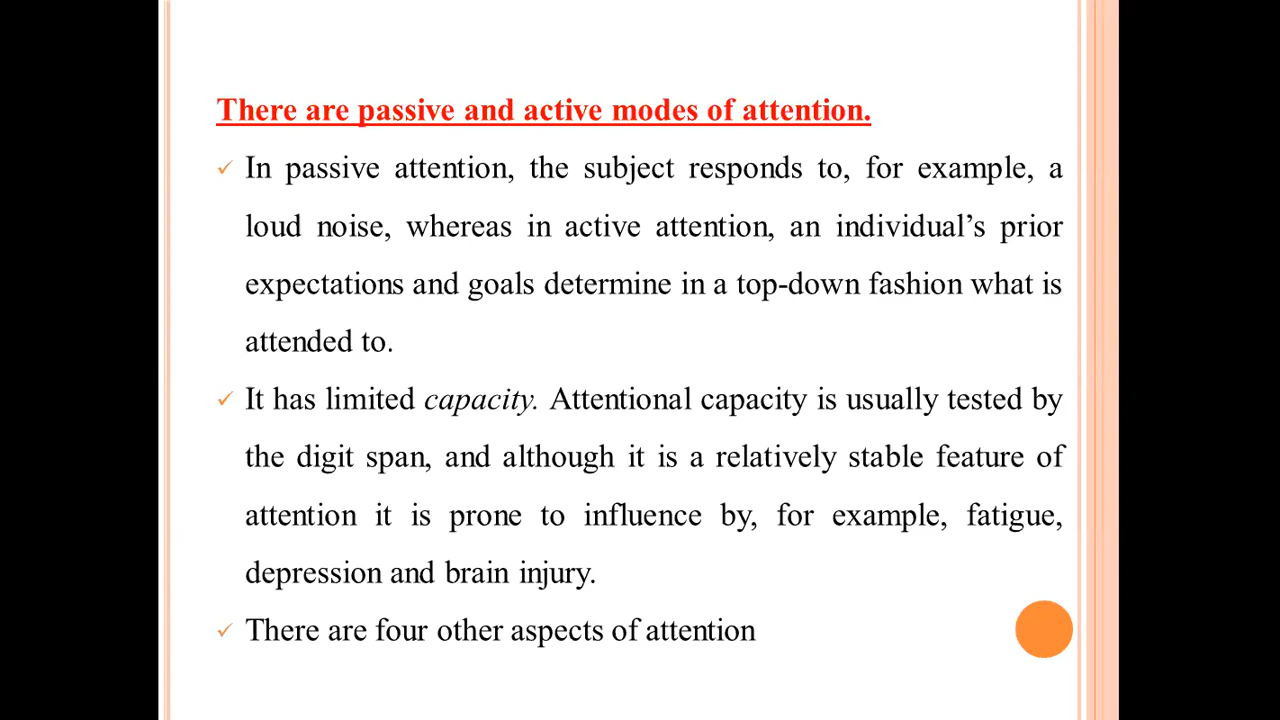 There are passive and active modes of attention.
✓ In passive attention, the subject responds to, for example, a
loud noise, whereas in active attention, an individual’s prior
expectations and goals determine in a top-down fashion what is
attended to.
✓ It has limited capacity. Attentional capacity is usually tested by
the digit span, and although it is a relatively stable feature of
attention it is prone to influence by, for example, fatigue,
depression and brain injury.
✓ There are four other aspects of attention